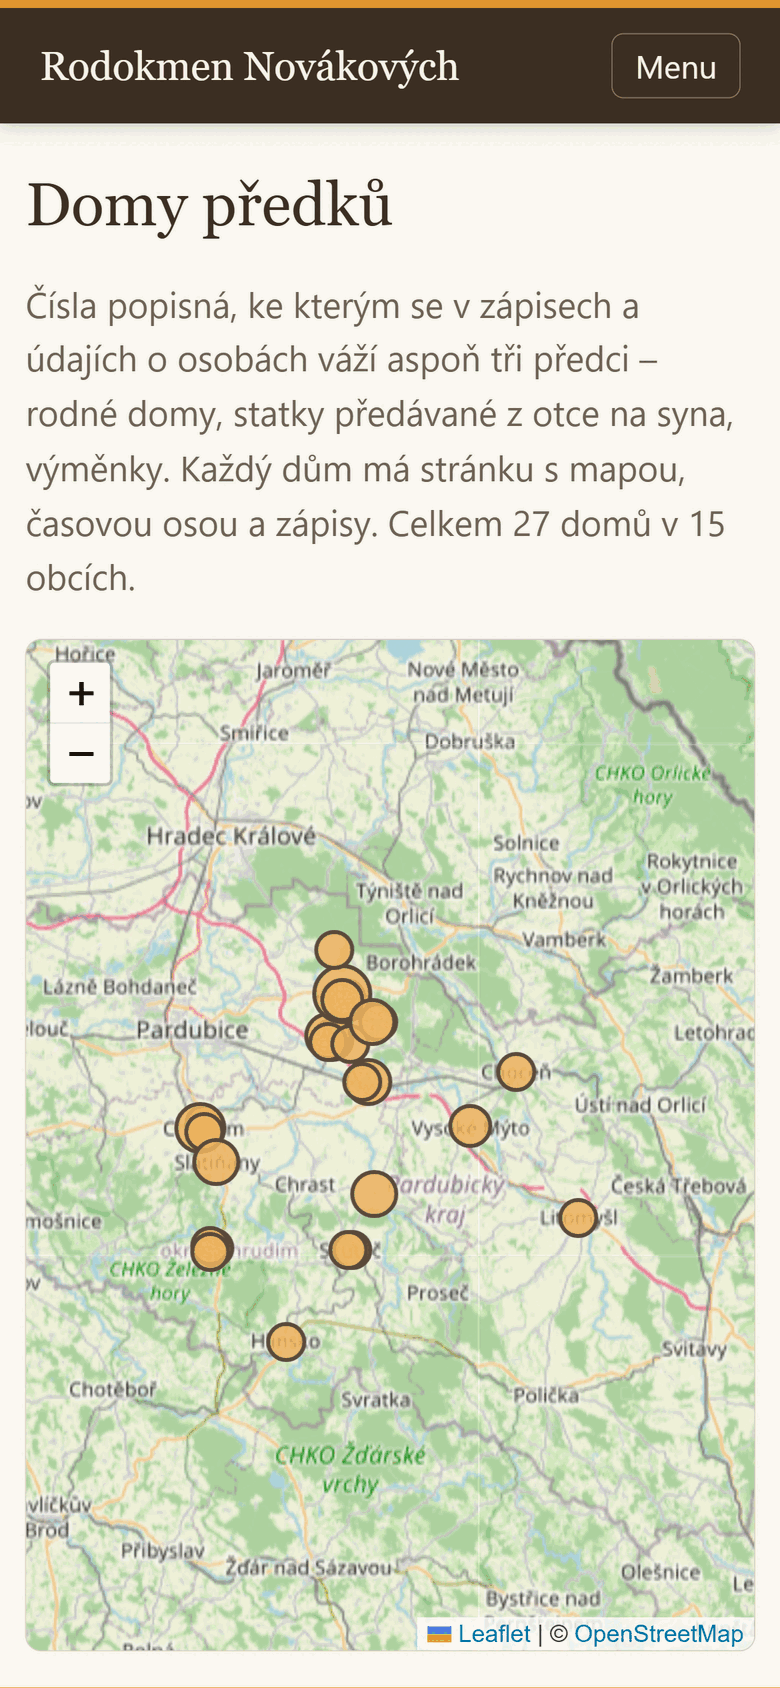 Rodokmen Novákových
Menu
Domy předků
Čísla popisná, ke kterým se v zápisech a
údajích o osobách váží aspoň tři předci –
rodné domy, statky předávané z otce na syna,
výměnky. Každý dům má stránku s mapou,
časovou osou a zápisy. Celkem 27 domů v 15
obcích.
Hořice
+
−
Jaroměř
Nové Město
nad Metují
Smiřice
Dobruška
CHKO Orlické
hory
Hradec Králové
Solnice
Rychnov nad
Kněžnou
Rokytnice
v Orlických
horách
Týniště nad
Orlicí
Vamberk
Borohrádek
Žamberk
Lázně Bohdaneč
Pardubice
Letohrad
Ústí nad Orlicí
Chrast
Pardubický
kraj
Česká Třebová
CHKO Železné
hory
Proseč
Svitavy
Chotěboř
Svratka
Polička
CHKO Žďárské
vrchy
Brod
Přibyslav
Žďár nad Sázavou
Olešnice
Bystřice nad
Leaflet | © OpenStreetMap